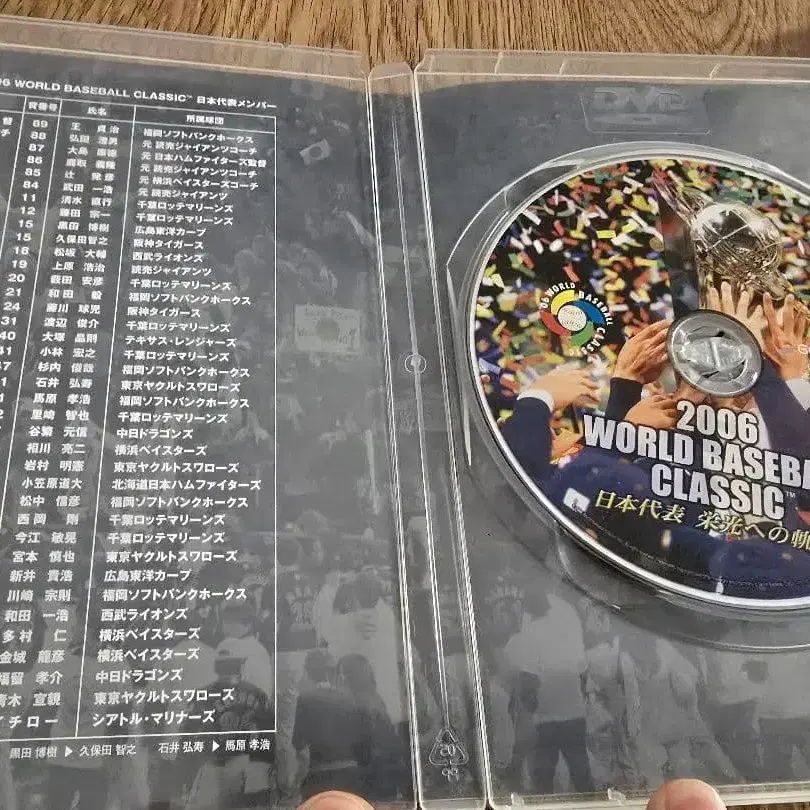 06 WORLD BASEBALL CLASSIC™ 日本代表メンバー
背番号 氏名 所属球団
督 89 王 貞治 福岡ソフトバンクホークス
チ 88 弘田 澄男 元 読売ジャイアンツコーチ
87 大島 康徳 元 日本ハムファイターズ監督
86 鹿取 義隆 元 読売ジャイアンツコーチ
85 辻 発彦 元 横浜ベイスターズコーチ
84 武田 一浩 元 読売ジャイアンツ
11 清水 直行 千葉ロッテマリーンズ
12 藤田 宗一 千葉ロッテマリーンズ
15 黒田 博樹 広島東洋カープ
15 久保田智之 阪神タイガース
18 松坂 大輔 西武ライオンズ
19 上原 浩治 読売ジャイアンツ
20 薮田 安彦 千葉ロッテマリーンズ
21 和田 毅 福岡ソフトバンクホークス
24 藤川 球児 阪神タイガース
31 渡辺 俊介 千葉ロッテマリーンズ
40 大塚 晶則 テキサス・レンジャーズ
41 小林 宏之 千葉ロッテマリーンズ
47 杉内 俊哉 福岡ソフトバンクホークス
1 石井 弘寿 東京ヤクルトスワローズ
1 馬原 孝浩 福岡ソフトバンクホークス
2 里崎 智也 千葉ロッテマリーンズ
谷繁 元信 中日ドラゴンズ
相川 亮二 横浜ベイスターズ
岩村 明憲 東京ヤクルトスワローズ
小笠原道大 北海道日本ハムファイターズ
松中 信彦 福岡ソフトバンクホークス
西岡 剛 千葉ロッテマリーンズ
今江 敏晃 千葉ロッテマリーンズ
宮本 慎也 東京ヤクルトスワローズ
新井 貴浩 広島東洋カープ
川﨑 宗則 福岡ソフトバンクホークス
和田 一浩 西武ライオンズ
多村 仁 横浜ベイスターズ
金城 龍彦 横浜ベイスターズ
福留 孝介 中日ドラゴンズ
青木 宣親 東京ヤクルトスワローズ
イチロー シアトル・マリナーズ
黒田 博樹 ▶ 久保田 智之 石井 弘寿 ▶ 馬原 孝浩
DVD
06 WORLD BASEBALL CLASSIC
2006
WORLD BASEBA
CLASSIC™
日本代表 栄光への軌